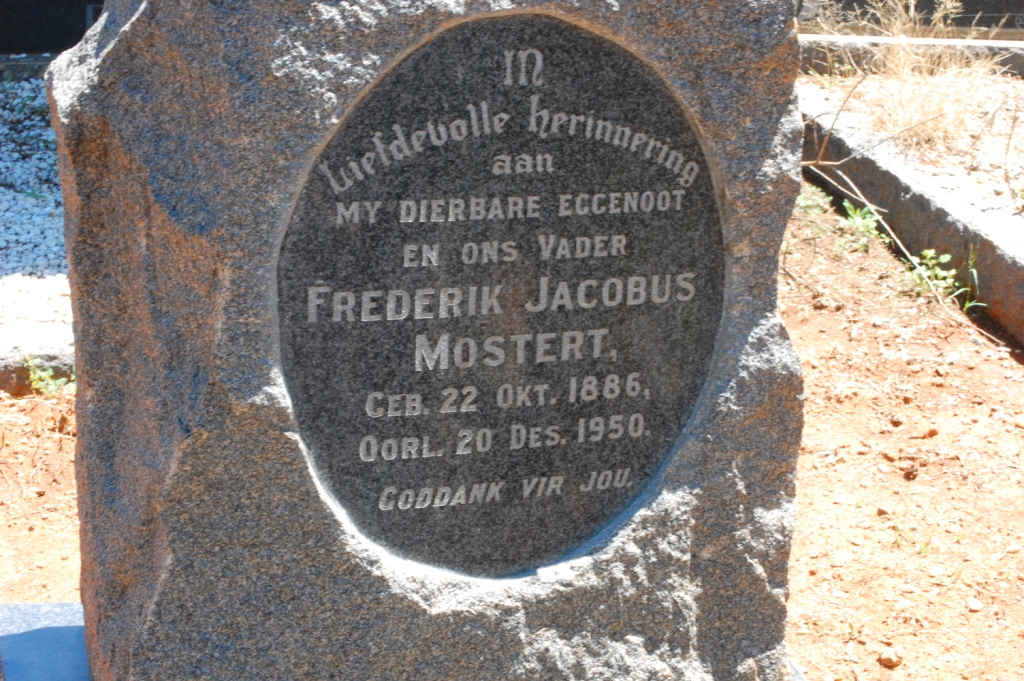 In
Liefdevolle herinnering
aan
MY DIERBARE EGGENOOT
EN ONS VADER
FREDERIK JACOBUS
MOSTERT,
GEB. 22 OKT. 1886,
OORL. 20 DES. 1950.
GODDANK VIR JOU.